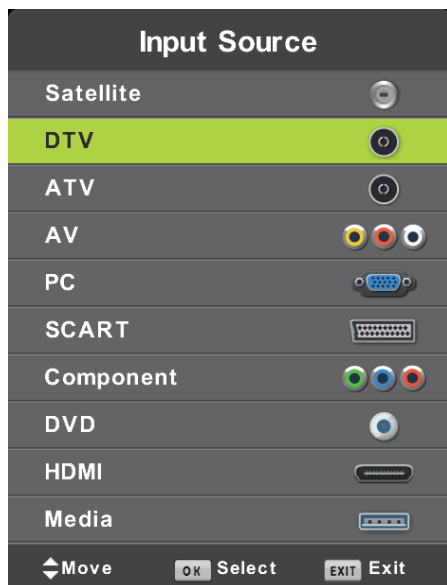 Input Source
Satellite
DTV
ATV
AV
PC
SCART
Component
DVD
HDMI
Media
Move OK Select EXIT Exit